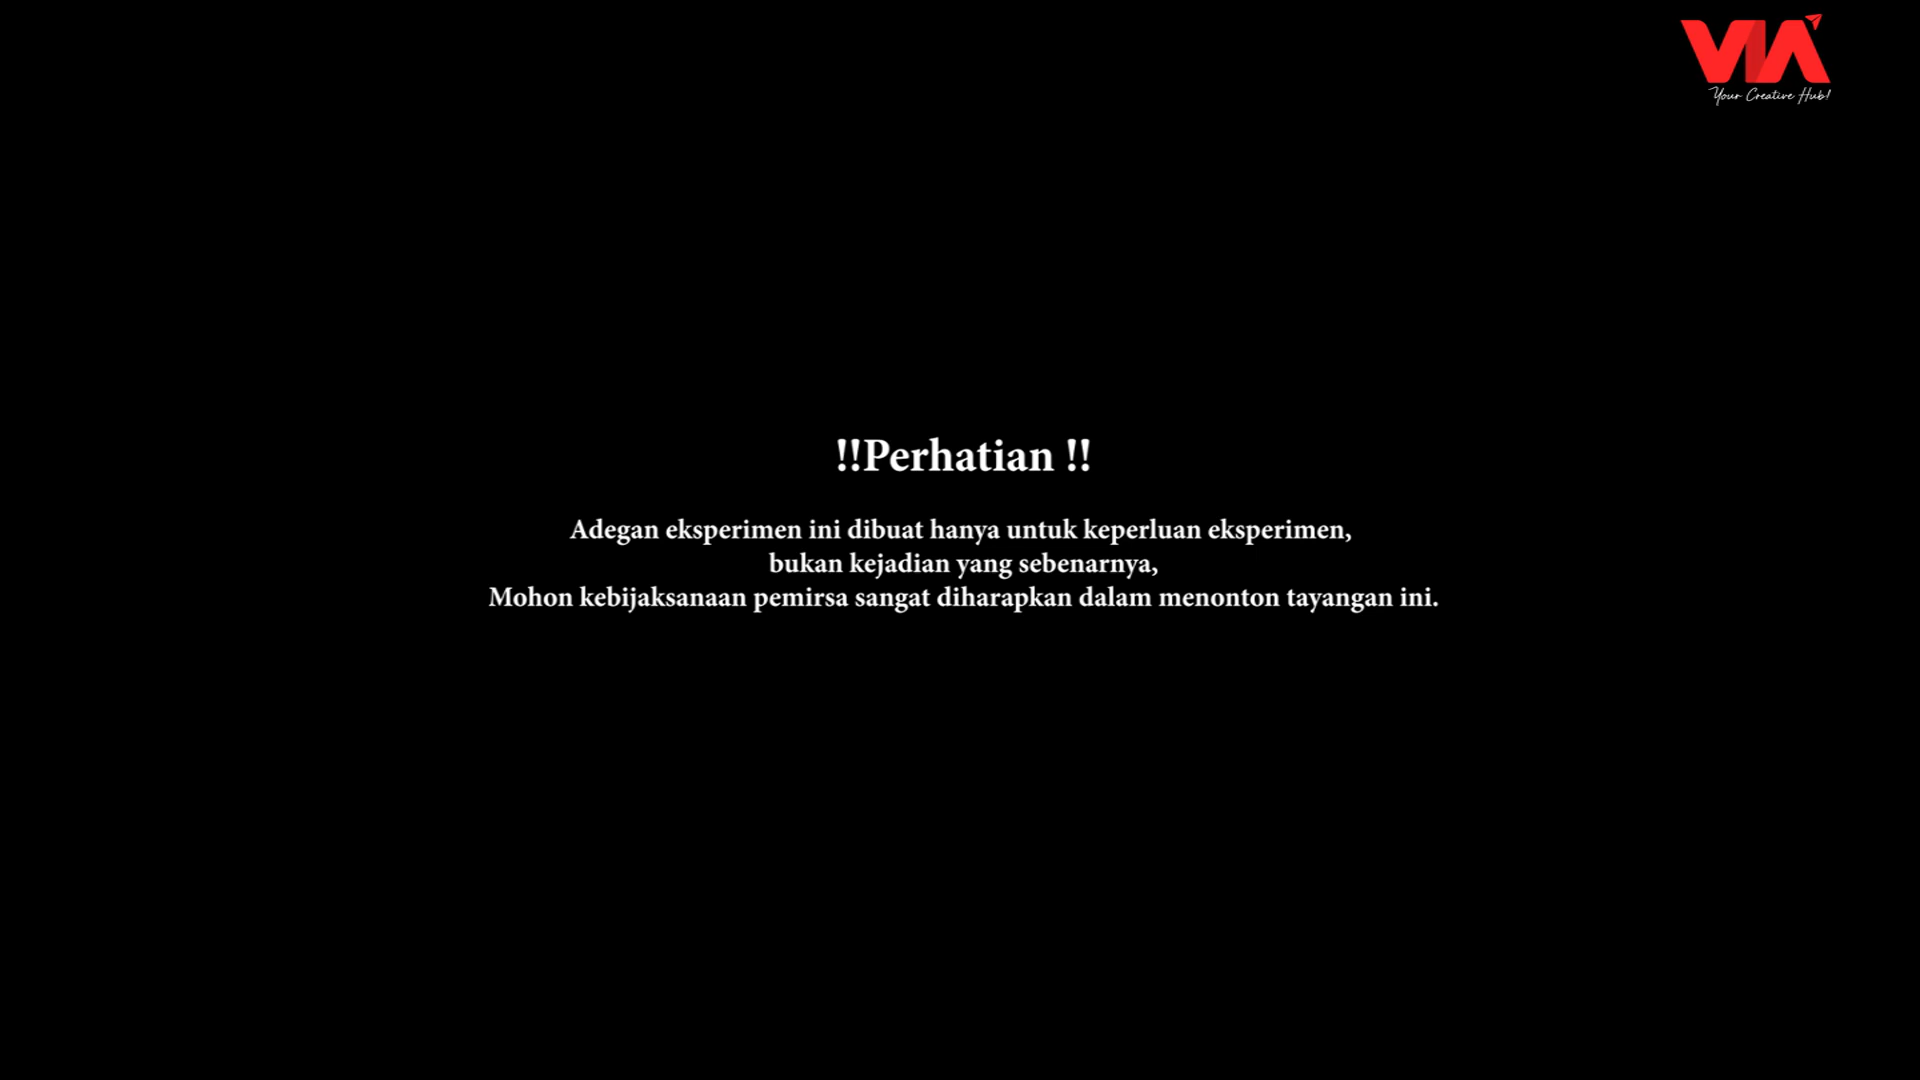 VIA
Your Creative Hub!
!!Perhatian !!
Adegan eksperimen ini dibuat hanya untuk keperluan eksperimen,
bukan kejadian yang sebenarnya,
Mohon kebijaksanaan pemirsa sangat diharapkan dalam menonton tayangan ini.